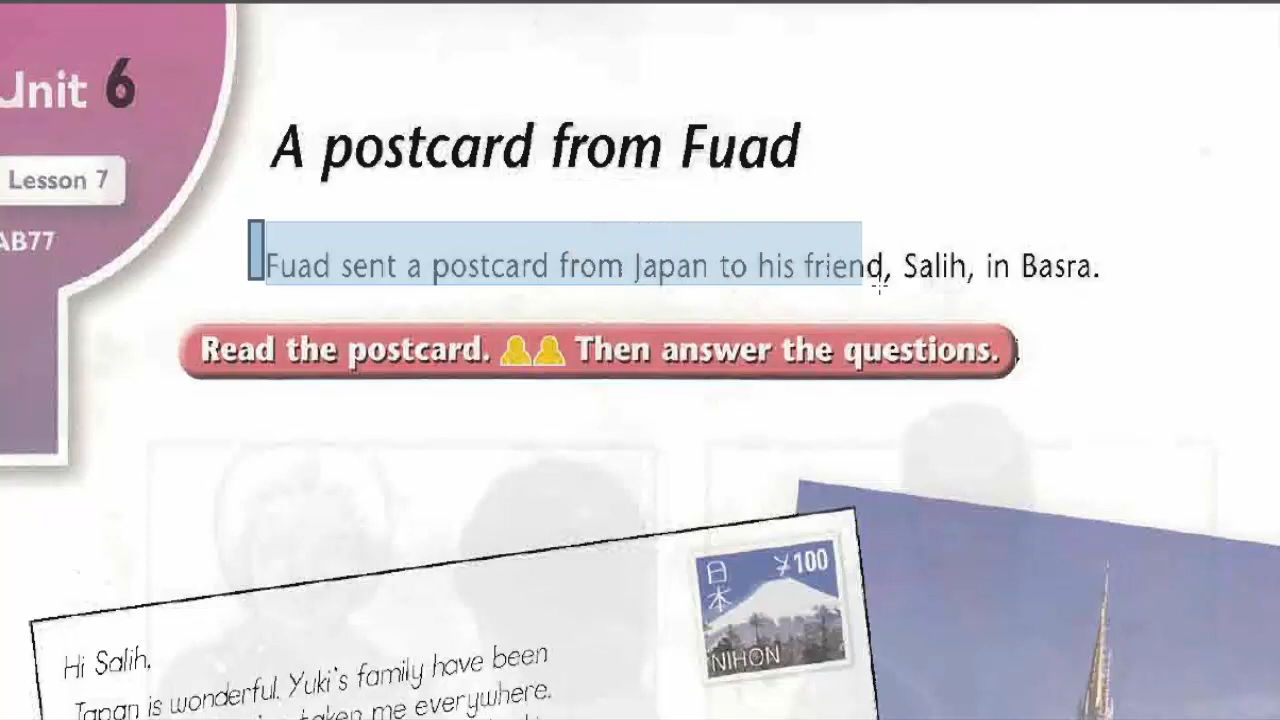 Unit 6
Lesson 7
AB77
A postcard from Fuad
Fuad sent a postcard from Japan to his friend, Salih, in Basra.
Read the postcard. Then answer the questions.
日本
¥100
NIHON
Hi Salih,
Japan is wonderful. Yuki's family have been
taken me everywhere.